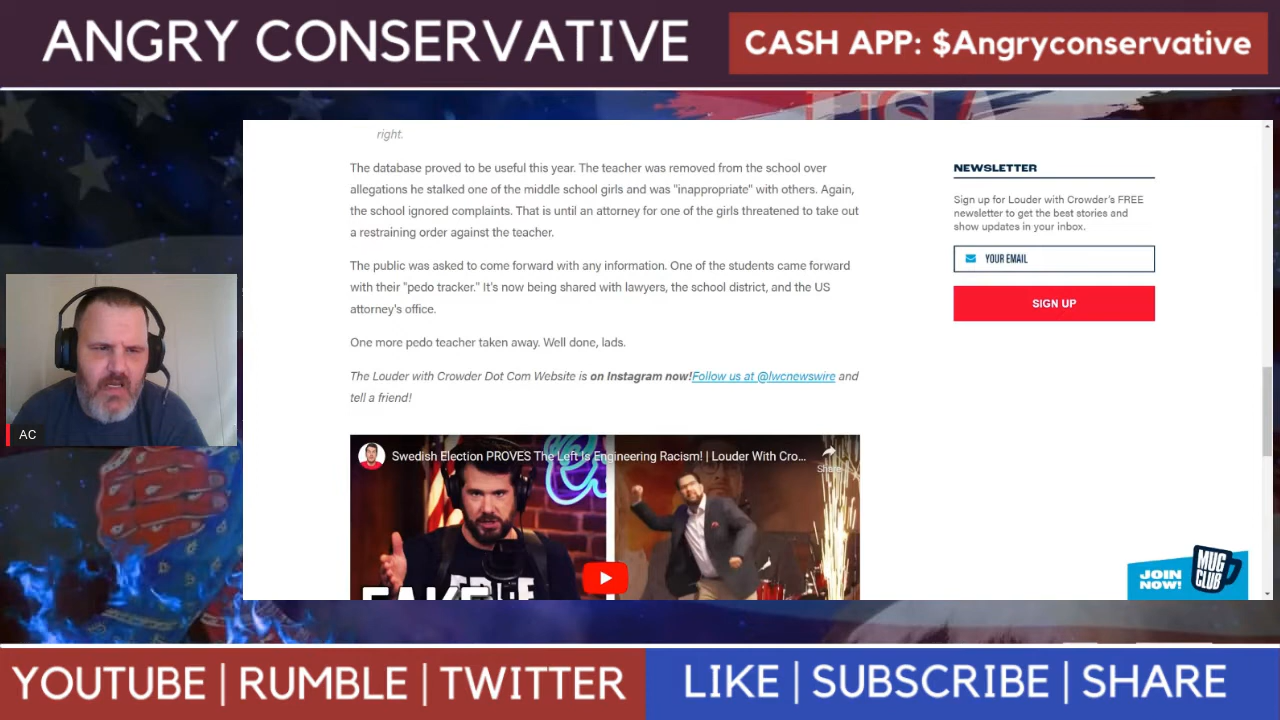 ANGRY CONSERVATIVE
CASH APP: $Angryconservative
USA
right.
The database proved to be useful this year. The teacher was removed from the school over
allegations he stalked one of the middle school girls and was "inappropriate" with others. Again,
the school ignored complaints. That is until an attorney for one of the girls threatened to take out
a restraining order against the teacher.
The public was asked to come forward with any information. One of the students came forward
with their "pedo tracker." It's now being shared with lawyers, the school district, and the US
attorney's office.
One more pedo teacher taken away. Well done, lads.
The Louder with Crowder Dot Com Website is on Instagram now!Follow us at @lwcnewswire and
tell a friend!
Swedish Election PROVES The Left Is Engineering Racism! | Louder With Cro...
Share
NEWSLETTER
Sign up for Louder with Crowder's FREE
newsletter to get the best stories and
show updates in your inbox.
YOUR EMAIL
SIGN UP
JOIN
NOW!
MUG
CLUB
AC
YOUTUBE | RUMBLE | TWITTER
LIKE | SUBSCRIBE | SHARE